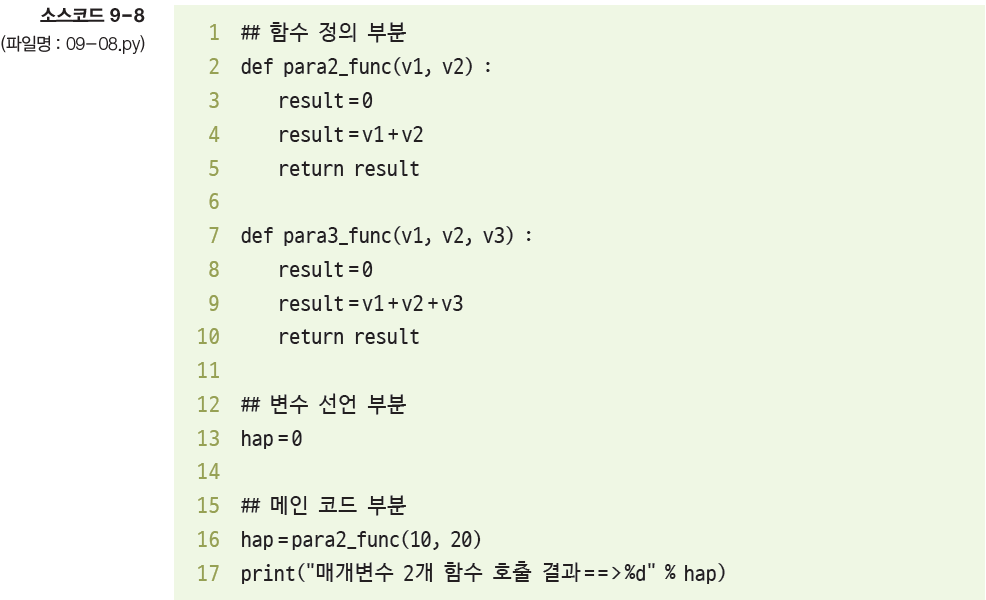 소스코드 9-8
(파일명 : 09-08.py)
1 ## 함수 정의 부분
2 def para2_func(v1, v2) :
3     result=0
4     result=v1+v2
5     return result
6
7 def para3_func(v1, v2, v3) :
8     result=0
9     result=v1+v2+v3
10     return result
11
12 ## 변수 선언 부분
13 hap=0
14
15 ## 메인 코드 부분
16 hap=para2_func(10, 20)
17 print("매개변수 2개 함수 호출 결과==>%d" % hap)